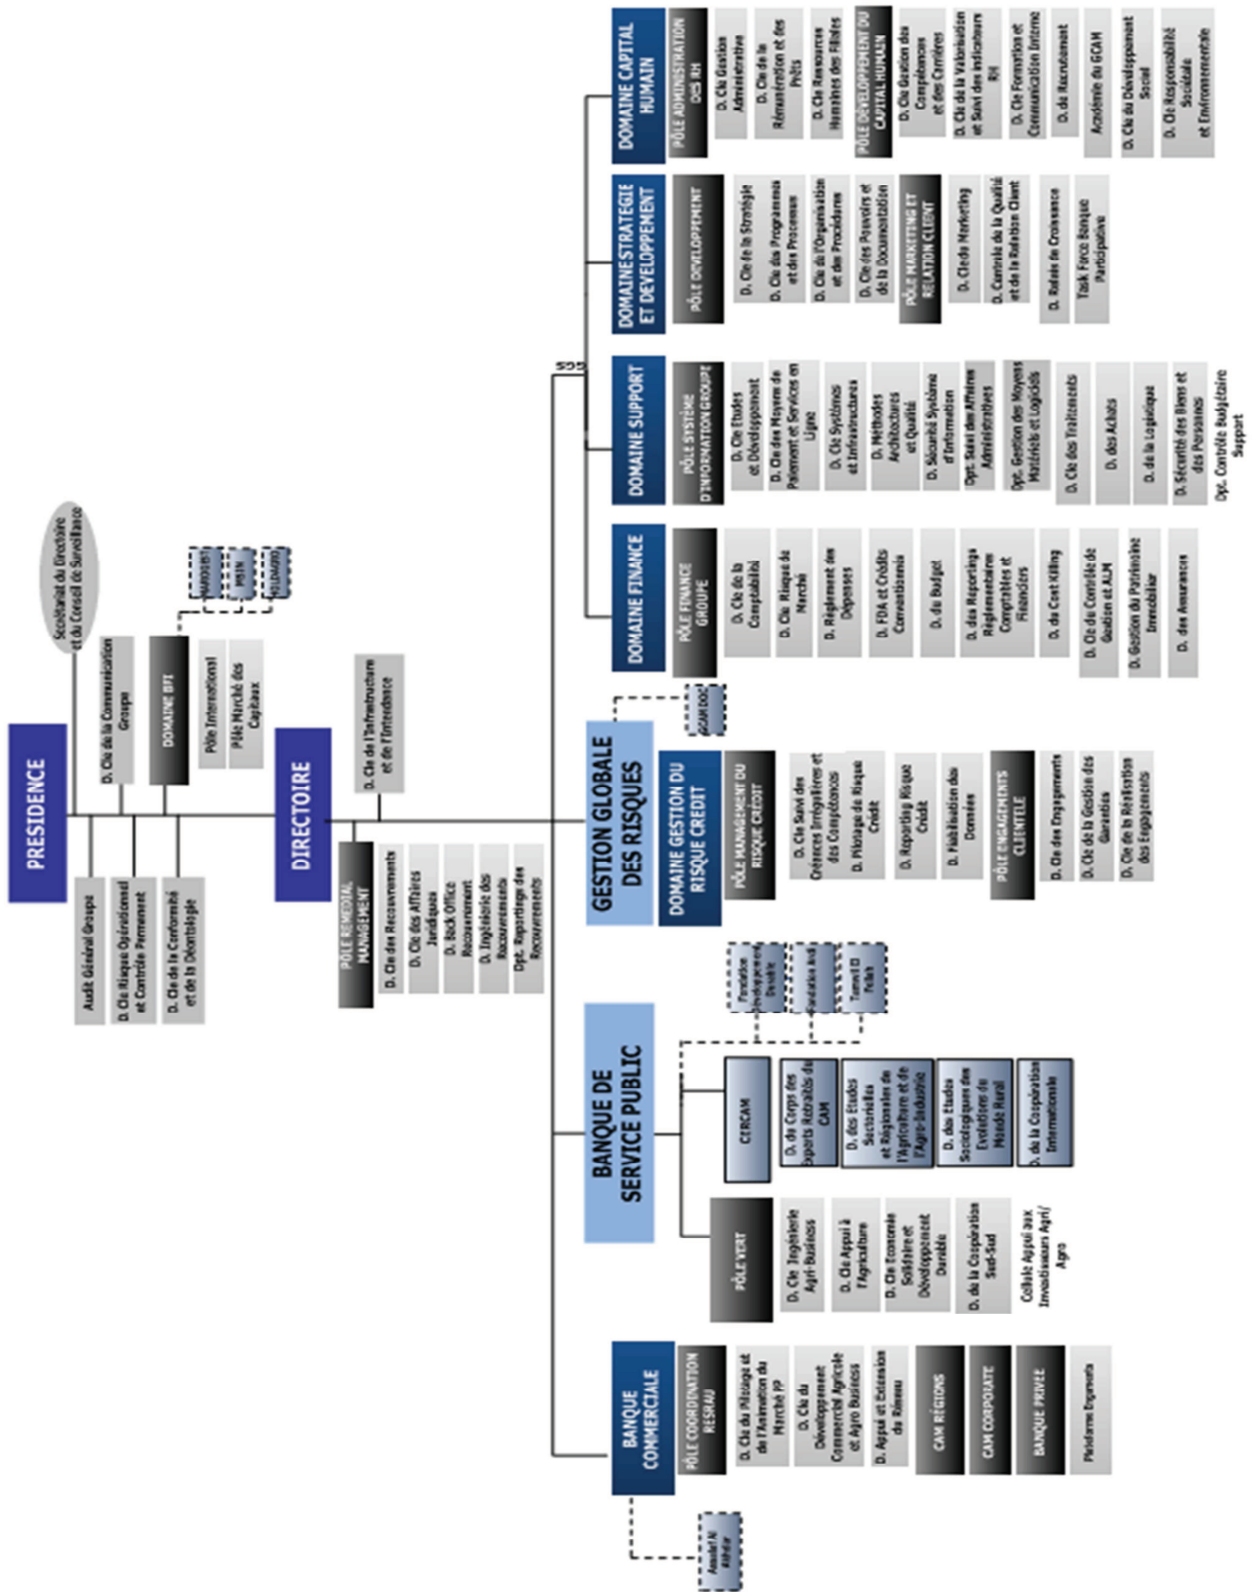 PRESIDENCE
Secrétariat du Directoire
et du Conseil de Surveillance
Audit Général Groupe
D. Cle Risque Opérationnel
et Contrôle Permanent
D. Cle de la Conformité
et de la Déontologie
D. Cle de la Communication
Groupe
DOMAINE BFI
Pôle International
Pôle Marché des
Capitaux
MSIN
DIRECTOIRE
D. Cle de l'Infrastructure
et de l'Intendance
PÔLE REMEDIAL
MANAGEMENT
D. Cle des Recouvrements
D. Cle des Affaires
Juridiques
D. Back Office
Recouvrement
D. Ingénierie des
Recouvrements
Dpt. Reportings des
Recouvrements
BANQUE
COMMERCIALE
PÔLE COORDINATION
RESEAU
D. Cle du Pilotage et
de l'Animation du
Marché PP
D. Cle du
Développement
Commercial Agricole
et Agro Business
D. Appui et Extension
du Réseau
CAM RÉGIONS
CAM CORPORATE
BANQUE PRIVEE
BANQUE DE
SERVICE PUBLIC
PÔLE VERT
D. Cle Ingénierie
Agri-Business
D. Cle Appui à
l'Agriculture
D. Cle Economie
Solidaire et
Développement
Durable
D. de la Coopération
Sud-Sud
Cellule Appui aux
Investisseurs Agri/
Agro
CERCAM
D. du Corps des
Experts Retraités du
CAM
D. des Etudes
Sectorielles
et Régionales de
l'Agriculture et de
l'Agro-Industrie
D. des Etudes
Sociologiques des
Evolutions du
Monde Rural
D. de la Coopération
Internationale
Fondation
Développement
Durable
Tamwil El
Fellah
GESTION GLOBALE
DES RISQUES
GCAM DOC
DOMAINE GESTION DU
RISQUE CREDIT
PÔLE MANAGEMENT DU
RISQUE CRÉDIT
D. Cle Suivi des
Créances Irrégulières et
des Compétences
D. Pilotage de Risque
Crédit
D. Reporting Risque
Crédit
D. Fiabilisation des
Données
PÔLE ENGAGEMENTS
CLIENTELE
D. Cle des Engagements
D. Cle de la Gestion des
Garanties
D. Cle de la Réalisation
des Engagements
DOMAINE FINANCE
PÔLE FINANCE
GROUPE
D. Cle de la
Comptabilité
D. Cle Risque de
Marché
D. Règlement des
Dépenses
D. FDA et Crédits
Conventionnés
D. du Budget
D. des Reportings
Réglementaires
Comptables et
Financiers
D. du Cost Killing
D. Cle du Contrôle de
Gestion et ALM
D. Gestion du Patrimoine
Immobilier
D. des Assurances
DOMAINE SUPPORT
PÔLE SYSTÈME
D'INFORMATION GROUPE
D. Cle Etudes
et Développement
D. Cle des Moyens de
Paiement et Services en
Ligne
D. Cle Systèmes
et Infrastructures
D. Méthodes
Architectures
et Qualité
D. Sécurité Système
d'Information
Dpt. Suivi des Affaires
Administratives
Dpt. Gestion des Moyens
Matériels et Logiciels
D. Cle des Traitements
D. des Achats
D. de la Logistique
D. Sécurité des Biens et
des Personnes
Dpt. Contrôle Budgétaire
Support
DOMAINE STRATEGIE
ET DEVELOPPEMENT
PÔLE DEVELOPPEMENT
D. Cle de la Stratégie
D. Cle des Programmes
et des Processus
D. Cle de l'Organisation
et des Procédures
D. Cle des Pouvoirs et
de la Documentation
PÔLE MARKETING ET
RELATION CLIENT
D. Cle du Marketing
D. Contrôle de la Qualité
et de la Relation Client
D. Relais de Croissance
Task Force Banque
Participative
DOMAINE CAPITAL
HUMAIN
PÔLE ADMINISTRATION
DES RH
D. Cle Gestion
Administrative
D. Cle de la
Rémunération et des
Prêts
D. Cle Ressources
Humaines des Filiales
PÔLE DÉVELOPPEMENT DU
CAPITAL HUMAIN
D. Cle Gestion des
Compétences
et des Carrières
D. Cle de la Valorisation
et Suivi des Indicateurs
RH
D. Cle Formation et
Communication Interne
D. de Recrutement
Académie du GCAM
D. Cle du Développement
Social
D. Cle Responsabilité
Sociétale
et Environnementale